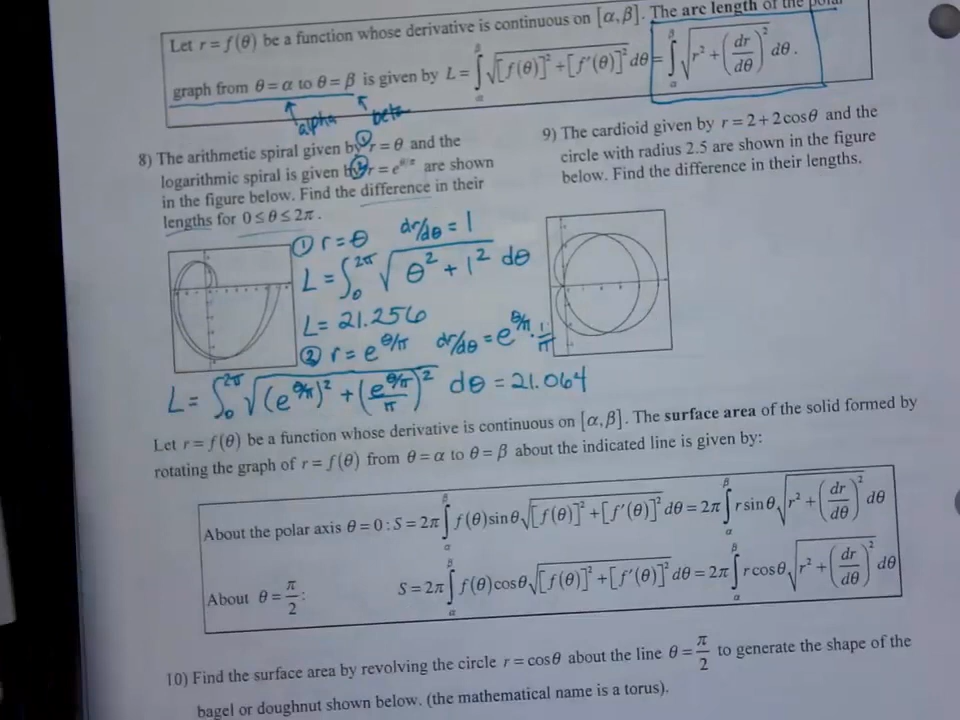 Let r = f(θ) be a function whose derivative is continuous on [α, β]. The arc length of the polar
graph from θ = α to θ = β is given by L = ∫_α^β √([f(θ)]² + [f'(θ)]²) dθ = ∫_α^β √(r² + (dr/dθ)²) dθ.
alpha beta
8) The arithmetic spiral given by ① r = θ and the
logarithmic spiral is given by ② r = e^(θ/π) are shown
in the figure below. Find the difference in their
lengths for 0 ≤ θ ≤ 2π.
① r = θ dr/dθ = 1
L = ∫_0^2π √(θ² + 1²) dθ
L = 21.256
② r = e^(θ/π) dr/dθ = e^(θ/π) · 1/π
L = ∫_0^2π √((e^(θ/π))² + (e^(θ/π)/π)²) dθ = 21.064
9) The cardioid given by r = 2 + 2cosθ and the
circle with radius 2.5 are shown in the figure
below. Find the difference in their lengths.
Let r = f(θ) be a function whose derivative is continuous on [α, β]. The surface area of the solid formed by
rotating the graph of r = f(θ) from θ = α to θ = β about the indicated line is given by:
About the polar axis θ = 0: S = 2π ∫_α^β f(θ)sinθ √([f(θ)]² + [f'(θ)]²) dθ = 2π ∫_α^β r sinθ √(r² + (dr/dθ)²) dθ
About θ = π/2: S = 2π ∫_α^β f(θ)cosθ √([f(θ)]² + [f'(θ)]²) dθ = 2π ∫_α^β r cosθ √(r² + (dr/dθ)²) dθ
10) Find the surface area by revolving the circle r = cosθ about the line θ = π/2 to generate the shape of the
bagel or doughnut shown below. (the mathematical name is a torus).